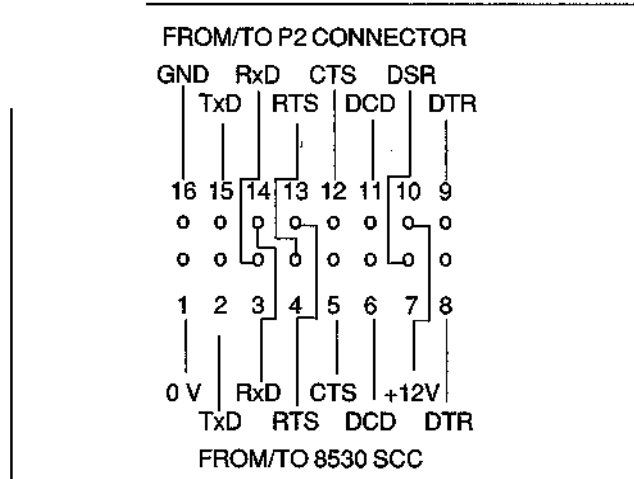 FROM/TO P2 CONNECTOR
GND RxD CTS DSR
TxD RTS DCD DTR
16 15 14 13 12 11 10 9
1 2 3 4 5 6 7 8
0 V RxD CTS +12V
TxD RTS DCD DTR
FROM/TO 8530 SCC